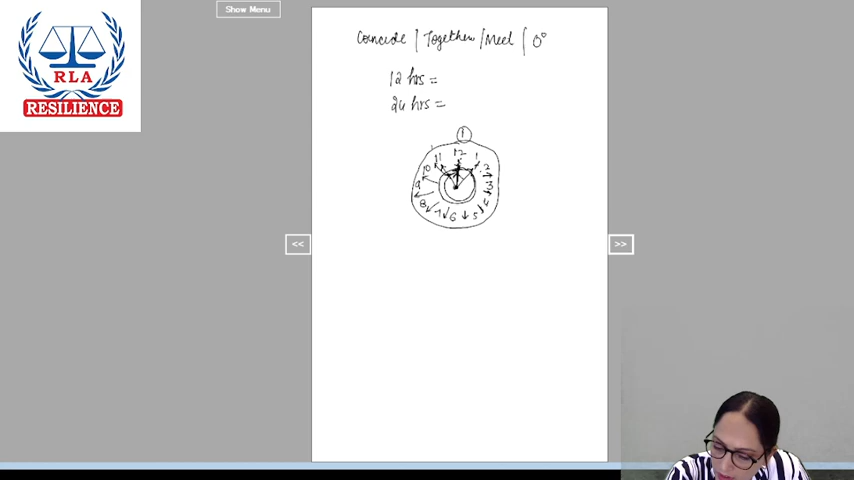 Show Menu
RLA
RESILIENCE
Coincide | Together / Meet | 0°
12 hrs =
24 hrs =
1
11 12 1
10 2
9 3
8 4
7 6 5
<<
>>